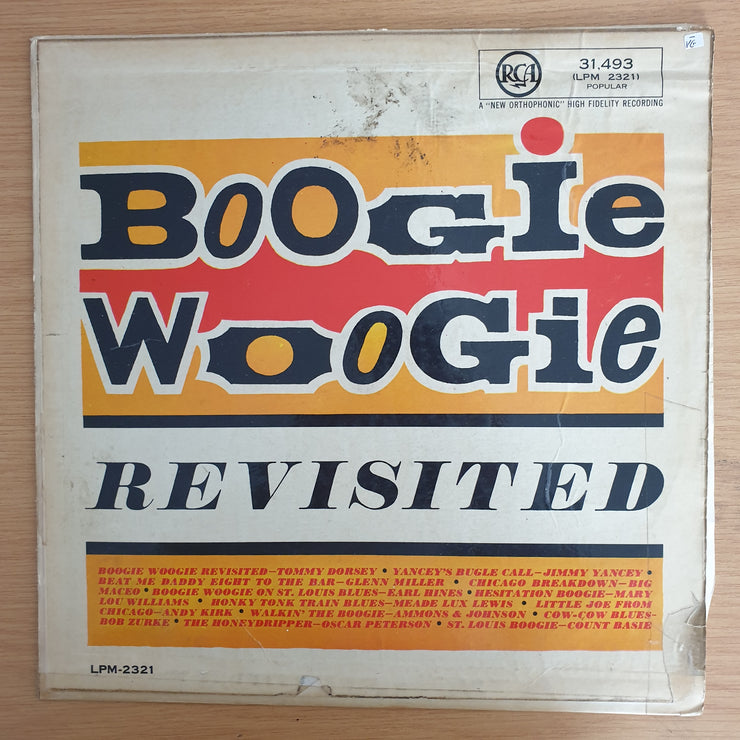 VG
RCA
31,493
(LPM 2321)
POPULAR
A "NEW ORTHOPHONIC" HIGH FIDELITY RECORDING
BOOGiE
WOOGiE
REVISITED
BOOGIE WOOGIE REVISITED—TOMMY DORSEY • YANCEY'S BUGLE CALL—JIMMY YANCEY •
BEAT ME DADDY EIGHT TO THE BAR—GLENN MILLER • CHICAGO BREAKDOWN—BIG
MACEO • BOOGIE WOOGIE ON ST. LOUIS BLUES—EARL HINES • HESITATION BOOGIE—MARY
LOU WILLIAMS • HONKY TONK TRAIN BLUES—MEADE LUX LEWIS • LITTLE JOE FROM
CHICAGO—ANDY KIRK • WALKIN' THE BOOGIE—AMMONS & JOHNSON • COW-COW BLUES—
BOB ZURKE • THE HONEYDRIPPER—OSCAR PETERSON • ST. LOUIS BOOGIE—COUNT BASIE
LPM-2321